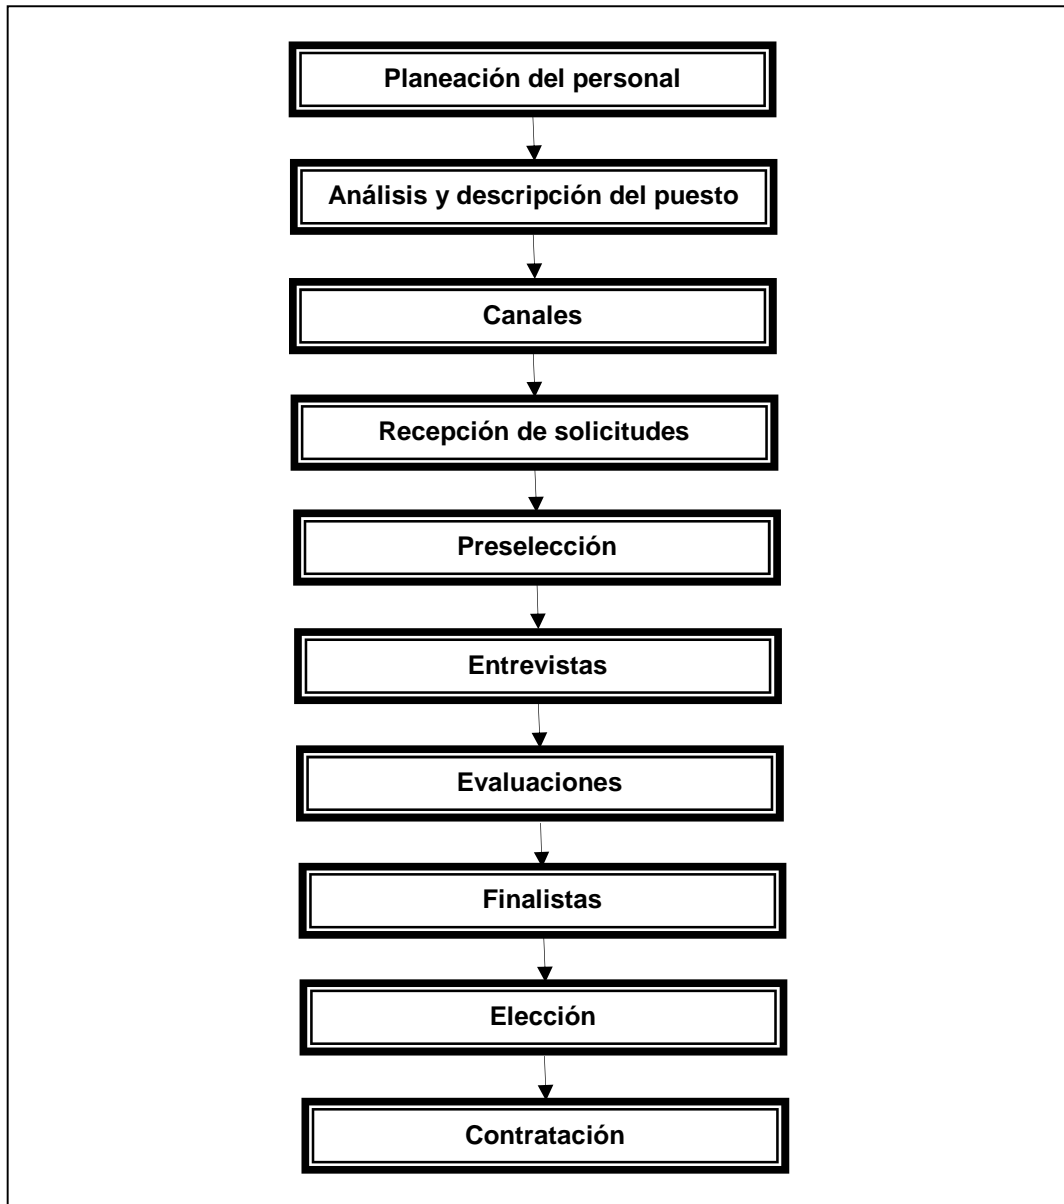 Planeación del personal
Análisis y descripción del puesto
Canales
Recepción de solicitudes
Preselección
Entrevistas
Evaluaciones
Finalistas
Elección
Contratación